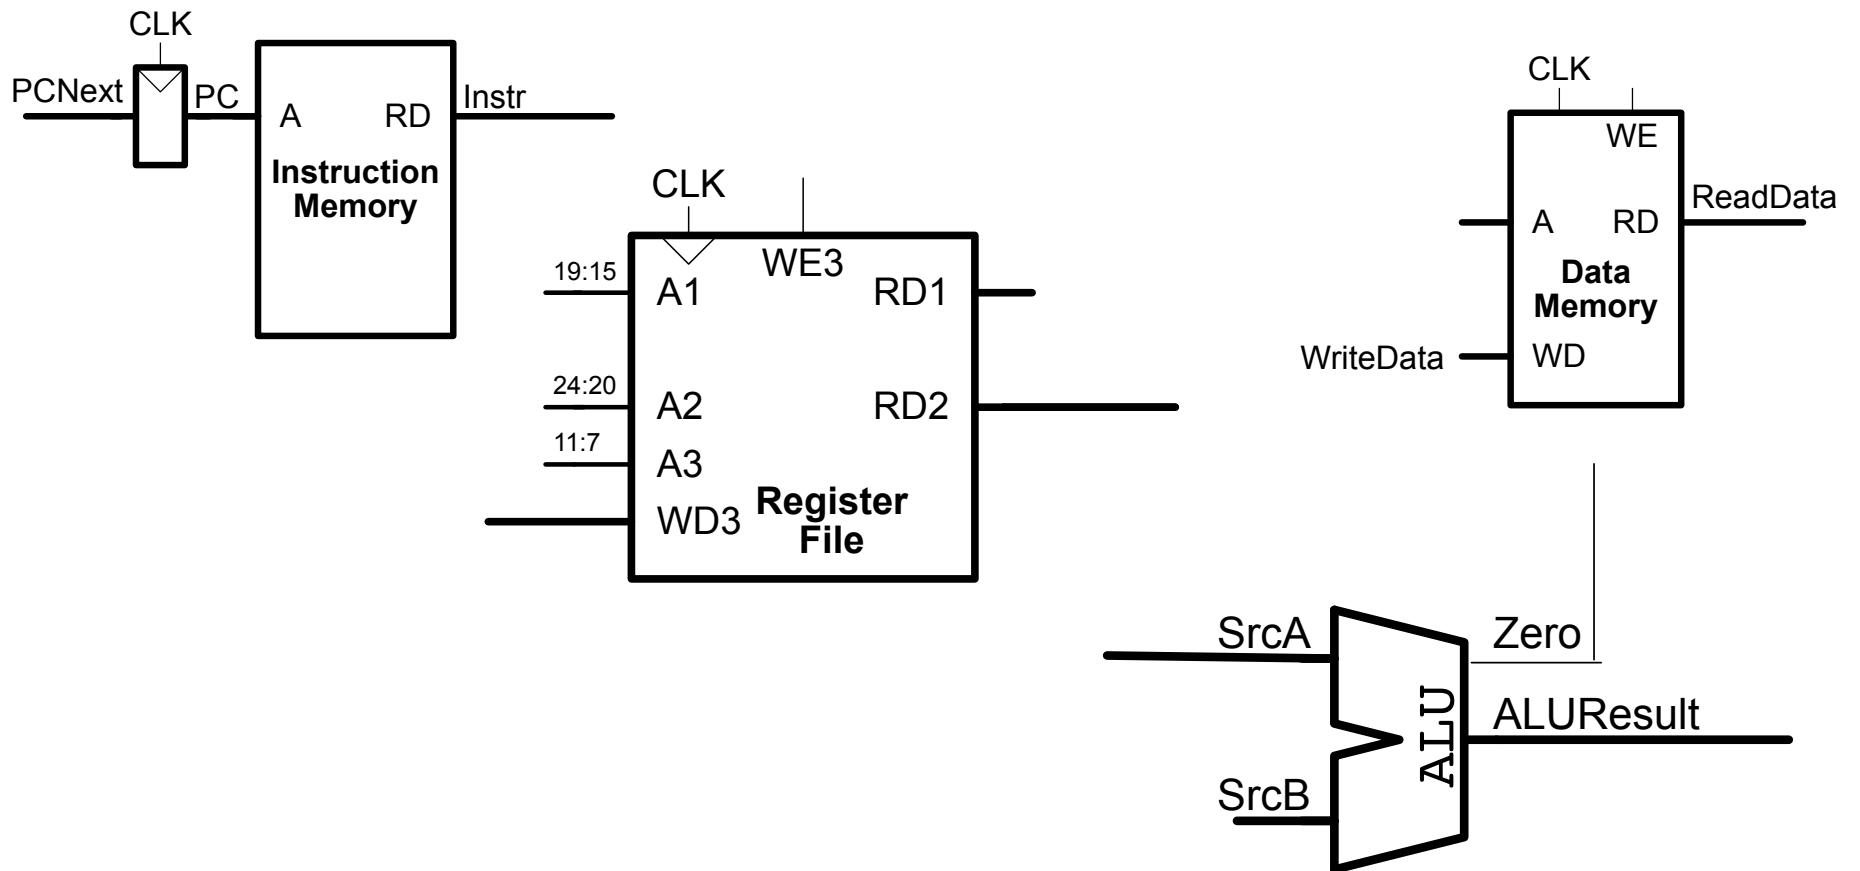 CLK
PCNext
PC
A
RD
Instr
Instruction
Memory
CLK
WE3
19:15
A1
RD1
24:20
A2
RD2
11:7
A3
WD3
Register
File
CLK
WE
A
RD
ReadData
Data
Memory
WriteData
WD
SrcA
Zero
ALU
ALUResult
SrcB